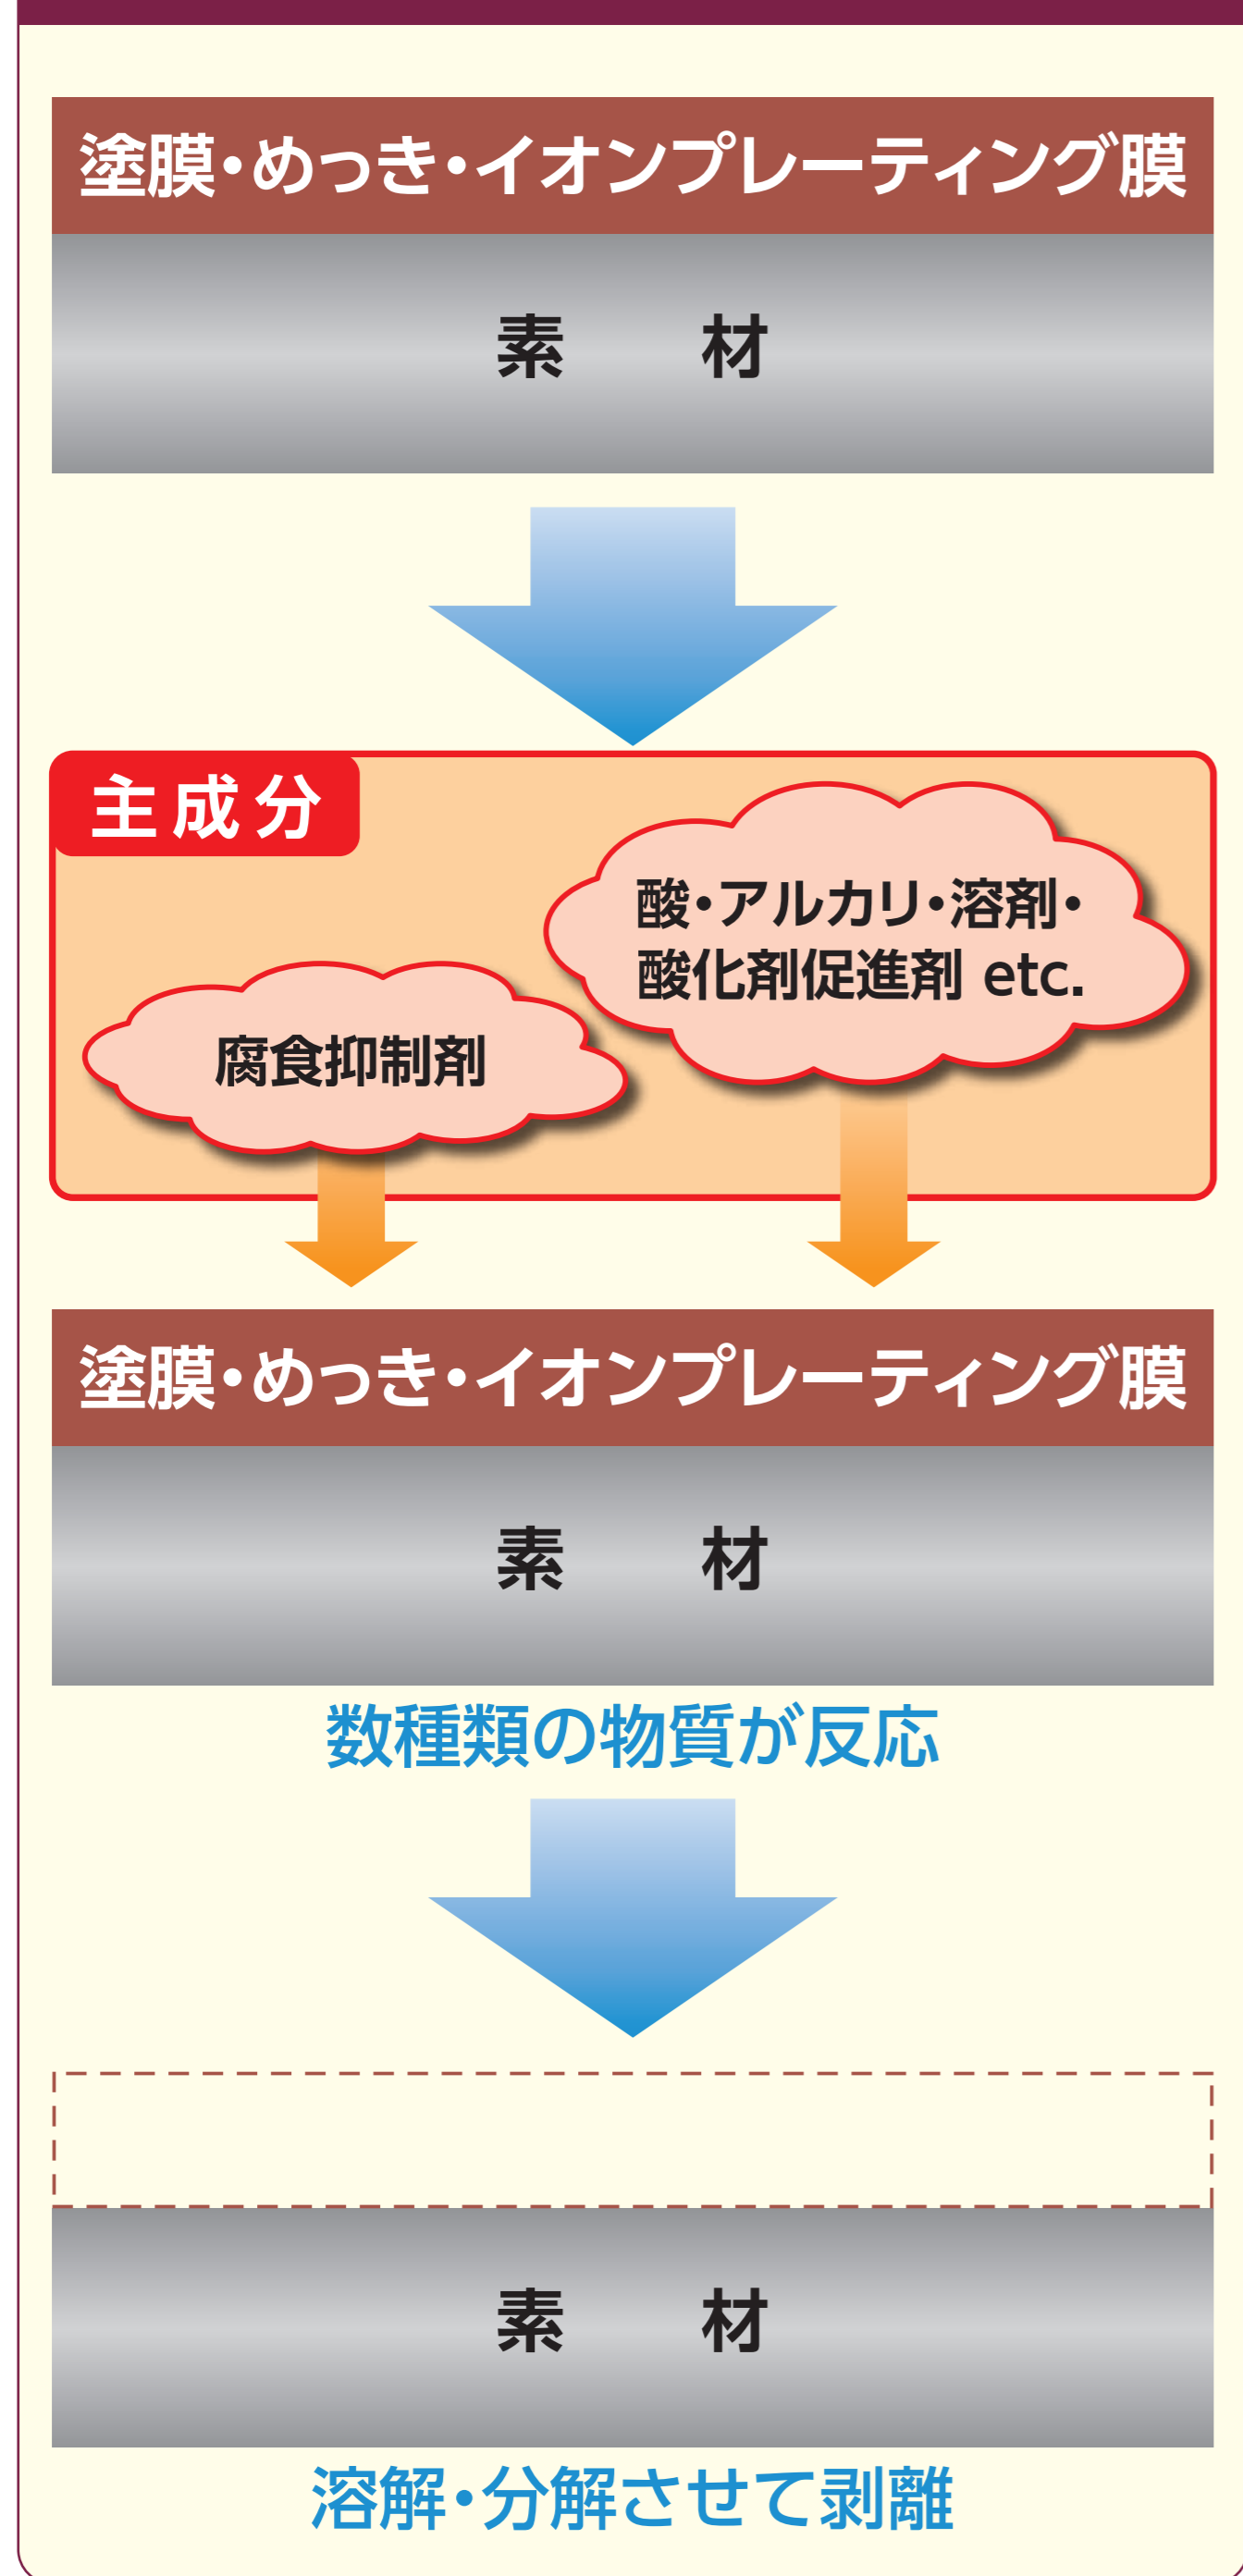 塗膜・めっき・イオンプレーティング膜
素　材
主成分
酸・アルカリ・溶剤・
酸化剤促進剤 etc.
腐食抑制剤
塗膜・めっき・イオンプレーティング膜
素　材
数種類の物質が反応
素　材
溶解・分解させて剥離